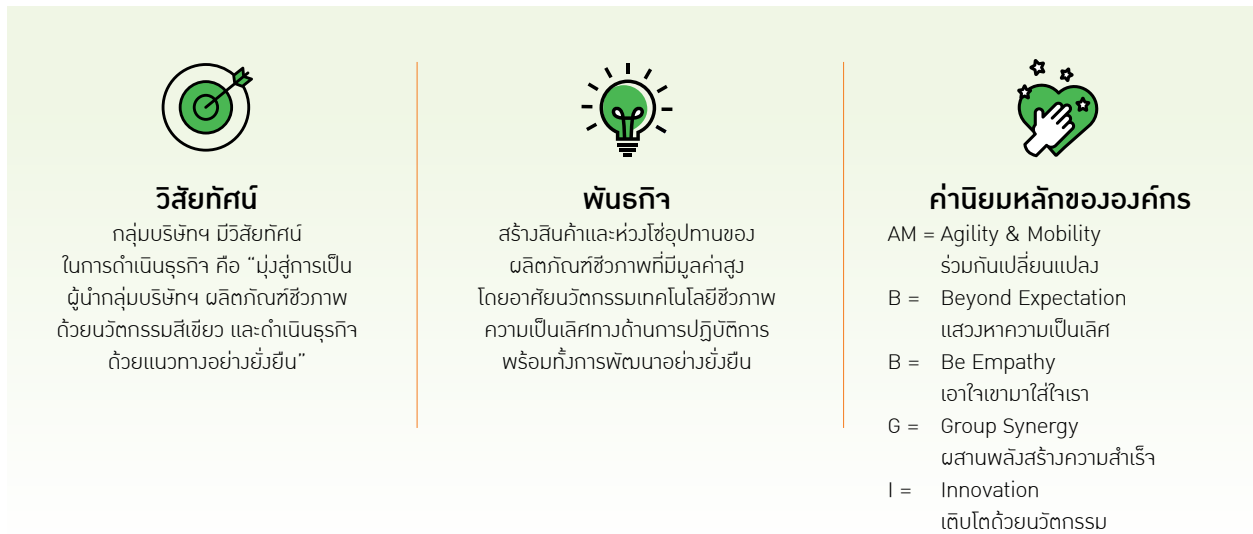 วิสัยทัศน์
กลุ่มบริษัทฯ มีวิสัยทัศน์
ในการดำเนินธุรกิจ คือ “มุ่งสู่การเป็น
ผู้นำกลุ่มบริษัทฯ ผลิตภัณฑ์ชีวภาพ
ด้วยนวัตกรรมสีเขียว และดำเนินธุรกิจ
ด้วยแนวทางอย่างยั่งยืน”
พันธกิจ
สร้างสินค้าและห่วงโซ่อุปทานของ
ผลิตภัณฑ์ชีวภาพที่มีมูลค่าสูง
โดยอาศัยนวัตกรรมเทคโนโลยีชีวภาพ
ความเป็นเลิศทางด้านการปฏิบัติการ
พร้อมทั้งการพัฒนาอย่างยั่งยืน
ค่านิยมหลักขององค์กร
AM = Agility & Mobility
ร่วมกันเปลี่ยนแปลง
B = Beyond Expectation
แสวงหาความเป็นเลิศ
B = Be Empathy
เอาใจเขามาใส่ใจเรา
G = Group Synergy
ผสานพลังสร้างความสำเร็จ
I = Innovation
เติบโตด้วยนวัตกรรม